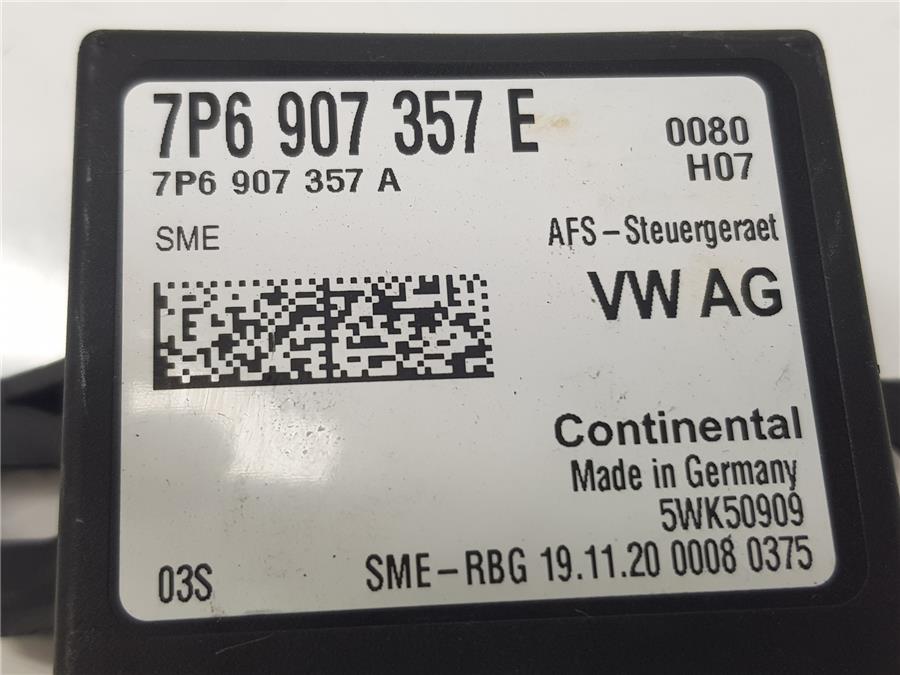 7P6 907 357 E
0080
7P6 907 357 A
H07
SME
AFS-Steuergeraet
VW AG
Continental
Made in Germany
5WK50909
03S
SME-RBG 19.11.20 0008 0375